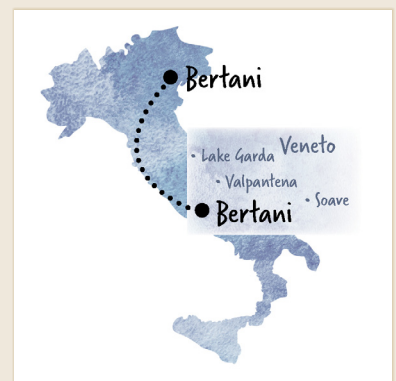 Bertani
Veneto
• Lake Garda
• Valpantena
• Soave
Bertani